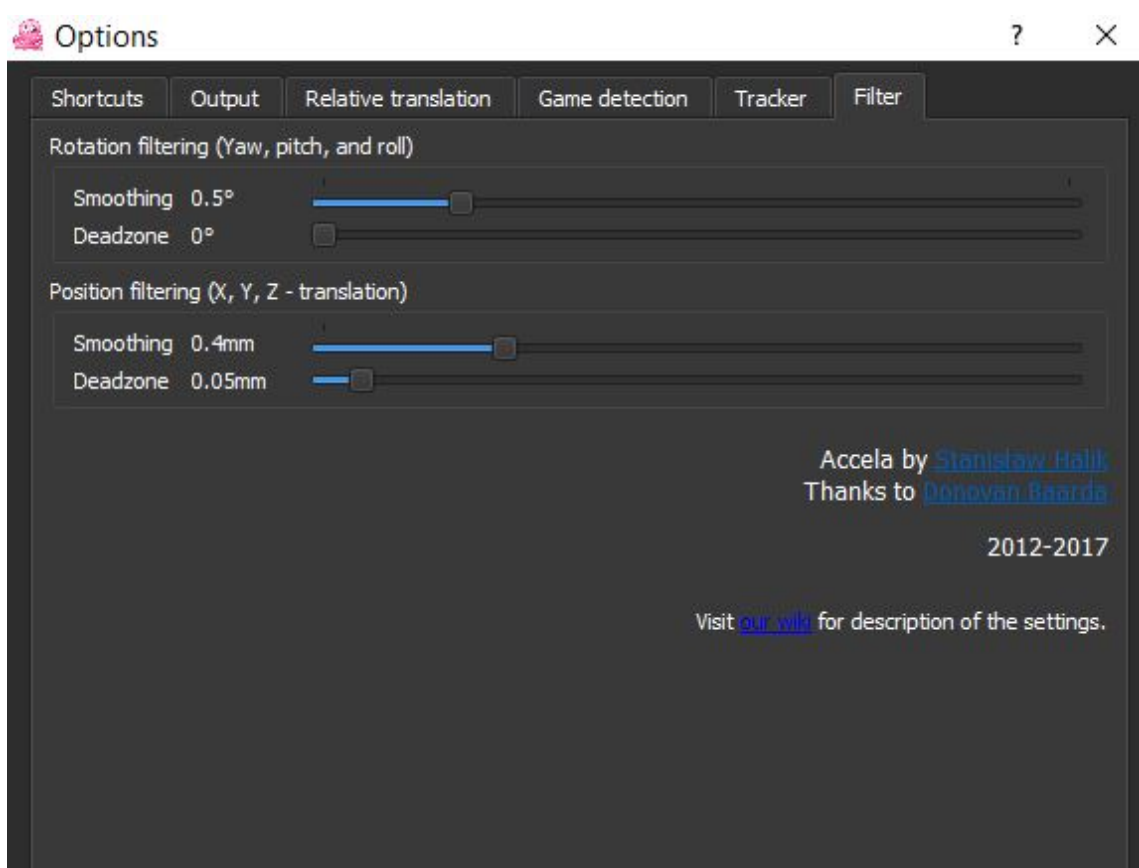 Options
?
Shortcuts Output Relative translation Game detection Tracker Filter
Rotation filtering (Yaw, pitch, and roll)
Smoothing 0.5°
Deadzone 0°
Position filtering (X, Y, Z - translation)
Smoothing 0.4mm
Deadzone 0.05mm
Accela by Stanislaw Halik
Thanks to Donovan Baarda
2012-2017
Visit our wiki for description of the settings.